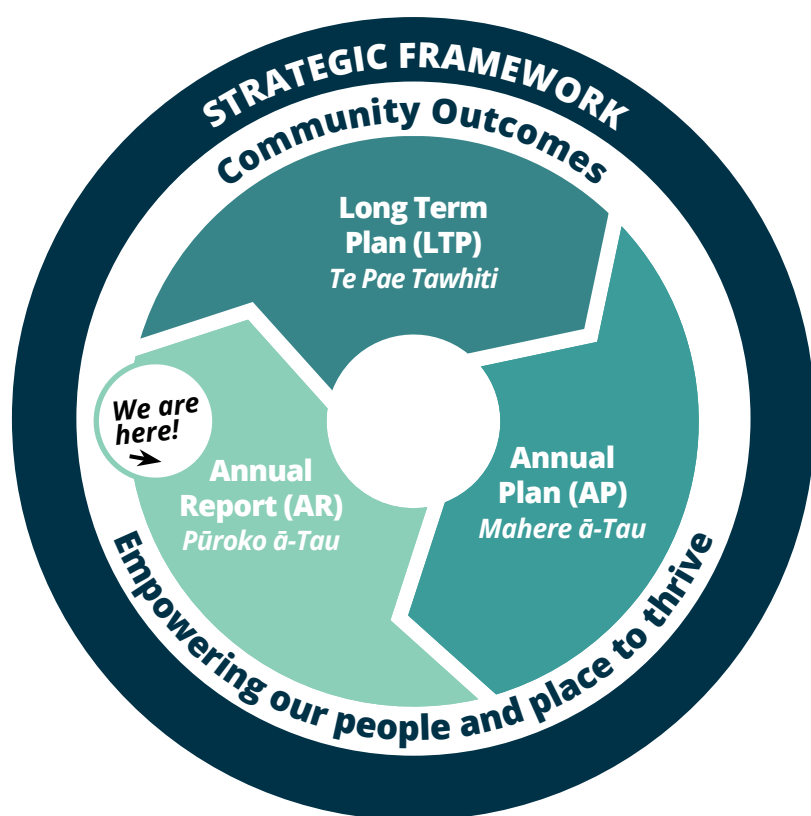 STRATEGIC FRAMEWORK
Community Outcomes
Long Term
Plan (LTP)
Te Pae Tawhiti
We are
here!
Annual
Report (AR)
Pūroko ā-Tau
Annual
Plan (AP)
Mahere ā-Tau
Empowering our people and place to thrive